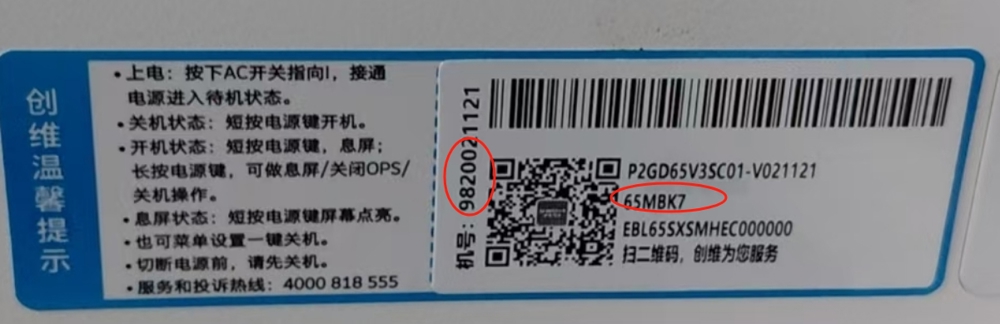 创维温馨提示
•上电：按下AC开关指向I，接通
电源进入待机状态。
•关机状态：短按电源键开机。
•开机状态：短按电源键，息屏；
长按电源键，可做息屏/关闭OPS/
关机操作。
•息屏状态：短按电源键屏幕点亮。
•也可菜单设置一键关机。
•切断电源前，请先关机。
•服务和投诉热线：4000 818 555
机号：9820021121
P2GD65V3SC01-V021121
65MBK7
EBL65SXSMHEC000000
扫二维码，创维为您服务